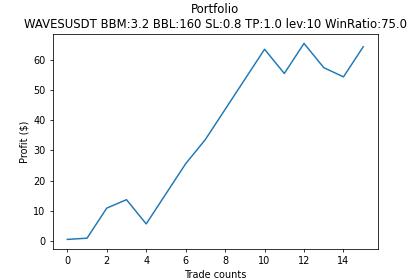 Portfolio
WAVESUSDT BBM:3.2 BBL:160 SL:0.8 TP:1.0 lev:10 WinRatio:75.0
60
50
40
30
20
10
0
Profit ($)
0 2 4 6 8 10 12 14
Trade counts